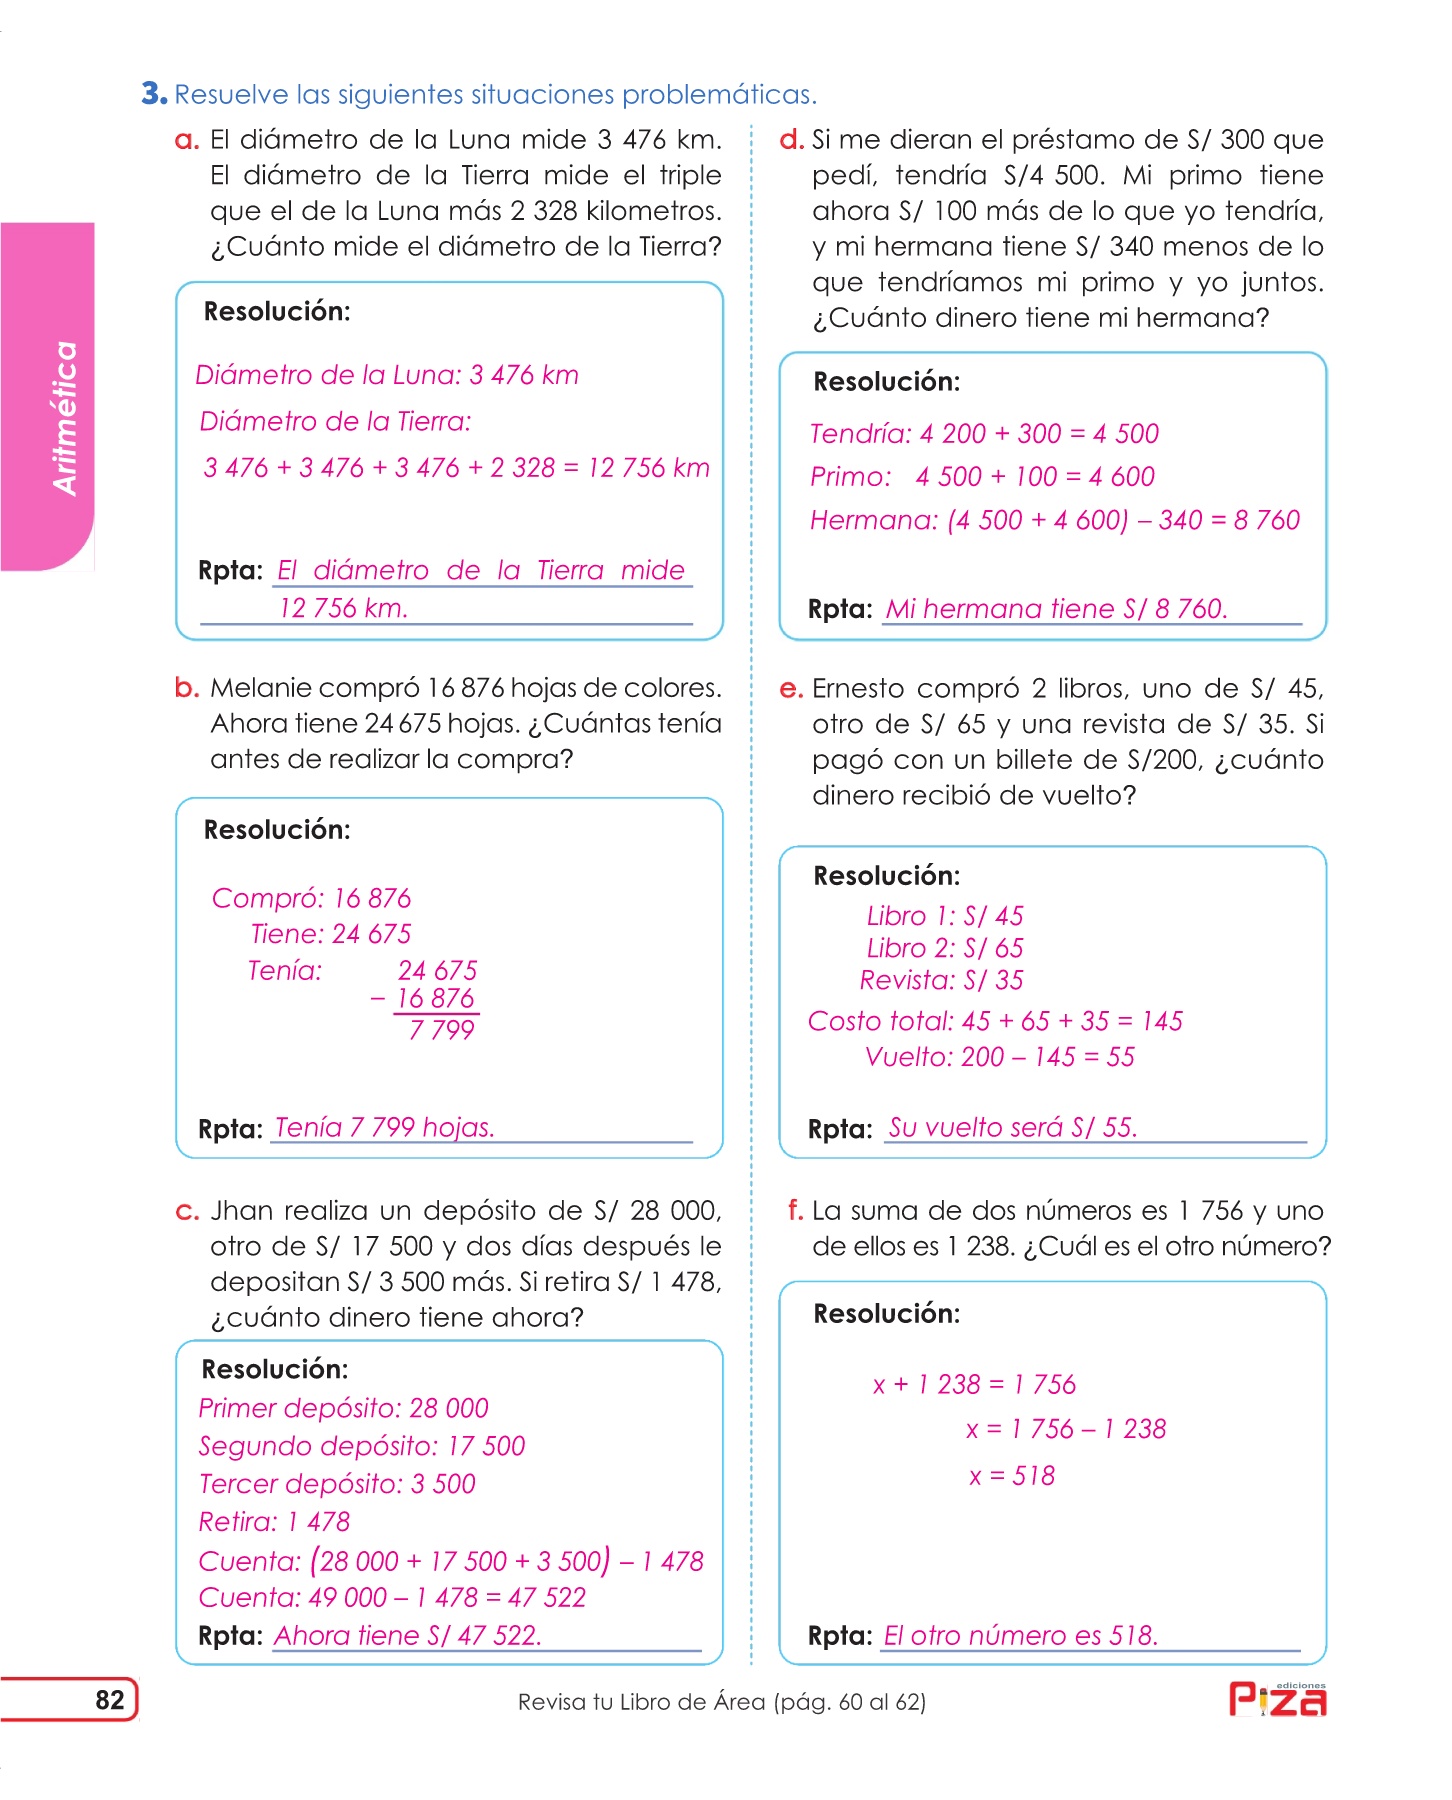 3. Resuelve las siguientes situaciones problemáticas.
a. El diámetro de la Luna mide 3 476 km.
El diámetro de la Tierra mide el triple
que el de la Luna más 2 328 kilometros.
¿Cuánto mide el diámetro de la Tierra?
Resolución:
Diámetro de la Luna: 3 476 km
Diámetro de la Tierra:
3 476 + 3 476 + 3 476 + 2 328 = 12 756 km
Rpta: El diámetro de la Tierra mide
12 756 km.
b. Melanie compró 16 876 hojas de colores.
Ahora tiene 24 675 hojas. ¿Cuántas tenía
antes de realizar la compra?
Resolución:
Compró: 16 876
Tiene: 24 675
Tenía: 24 675
– 16 876
7 799
Rpta: Tenía 7 799 hojas.
c. Jhan realiza un depósito de S/ 28 000,
otro de S/ 17 500 y dos días después le
depositan S/ 3 500 más. Si retira S/ 1 478,
¿cuánto dinero tiene ahora?
Resolución:
Primer depósito: 28 000
Segundo depósito: 17 500
Tercer depósito: 3 500
Retira: 1 478
Cuenta: (28 000 + 17 500 + 3 500) – 1 478
Cuenta: 49 000 – 1 478 = 47 522
Rpta: Ahora tiene S/ 47 522.
d. Si me dieran el préstamo de S/ 300 que
pedí, tendría S/4 500. Mi primo tiene
ahora S/ 100 más de lo que yo tendría,
y mi hermana tiene S/ 340 menos de lo
que tendríamos mi primo y yo juntos.
¿Cuánto dinero tiene mi hermana?
Resolución:
Tendría: 4 200 + 300 = 4 500
Primo: 4 500 + 100 = 4 600
Hermana: (4 500 + 4 600) – 340 = 8 760
Rpta: Mi hermana tiene S/ 8 760.
e. Ernesto compró 2 libros, uno de S/ 45,
otro de S/ 65 y una revista de S/ 35. Si
pagó con un billete de S/200, ¿cuánto
dinero recibió de vuelto?
Resolución:
Libro 1: S/ 45
Libro 2: S/ 65
Revista: S/ 35
Costo total: 45 + 65 + 35 = 145
Vuelto: 200 – 145 = 55
Rpta: Su vuelto será S/ 55.
f. La suma de dos números es 1 756 y uno
de ellos es 1 238. ¿Cuál es el otro número?
Resolución:
x + 1 238 = 1 756
x = 1 756 – 1 238
x = 518
Rpta: El otro número es 518.
Aritmética
82
Revisa tu Libro de Área (pág. 60 al 62)
ediciones
Piza